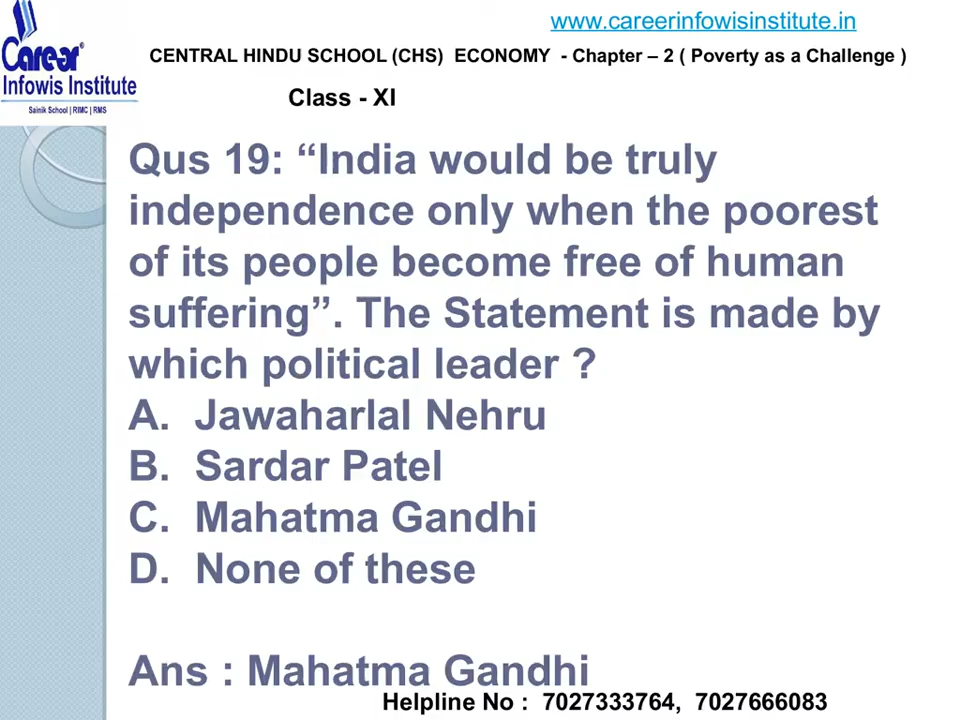 www.careerinfowisinstitute.in
Career®
Infowis Institute
Sainik School | RIMC | RMS
CENTRAL HINDU SCHOOL (CHS) ECONOMY - Chapter – 2 ( Poverty as a Challenge )
Class - XI
Qus 19: “India would be truly
independence only when the poorest
of its people become free of human
suffering”. The Statement is made by
which political leader ?
A. Jawaharlal Nehru
B. Sardar Patel
C. Mahatma Gandhi
D. None of these
Ans : Mahatma Gandhi
Helpline No : 7027333764, 7027666083